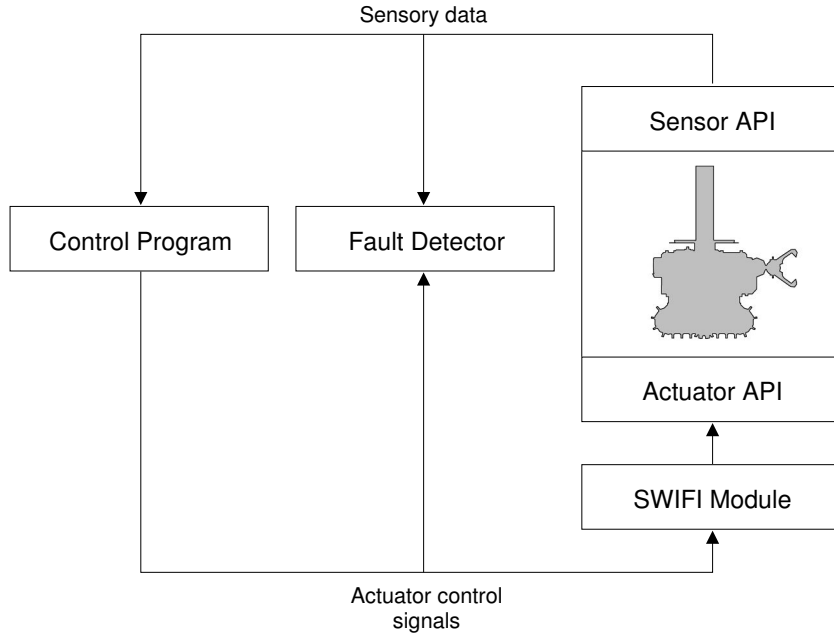 Sensory data
Sensor API
Control Program
Fault Detector
Actuator API
SWIFI Module
Actuator control
signals